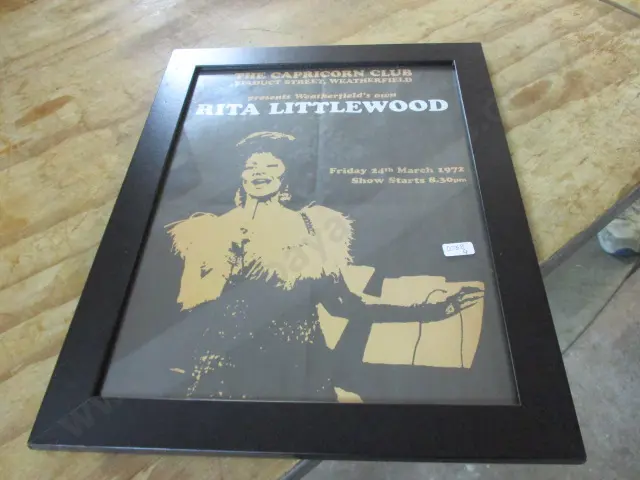 THE CAPRICORN CLUB
VIADUCT STREET, WEATHERFIELD
presents Weatherfield's own
RITA LITTLEWOOD
Friday 24th March 1972
Show Starts 8.30pm